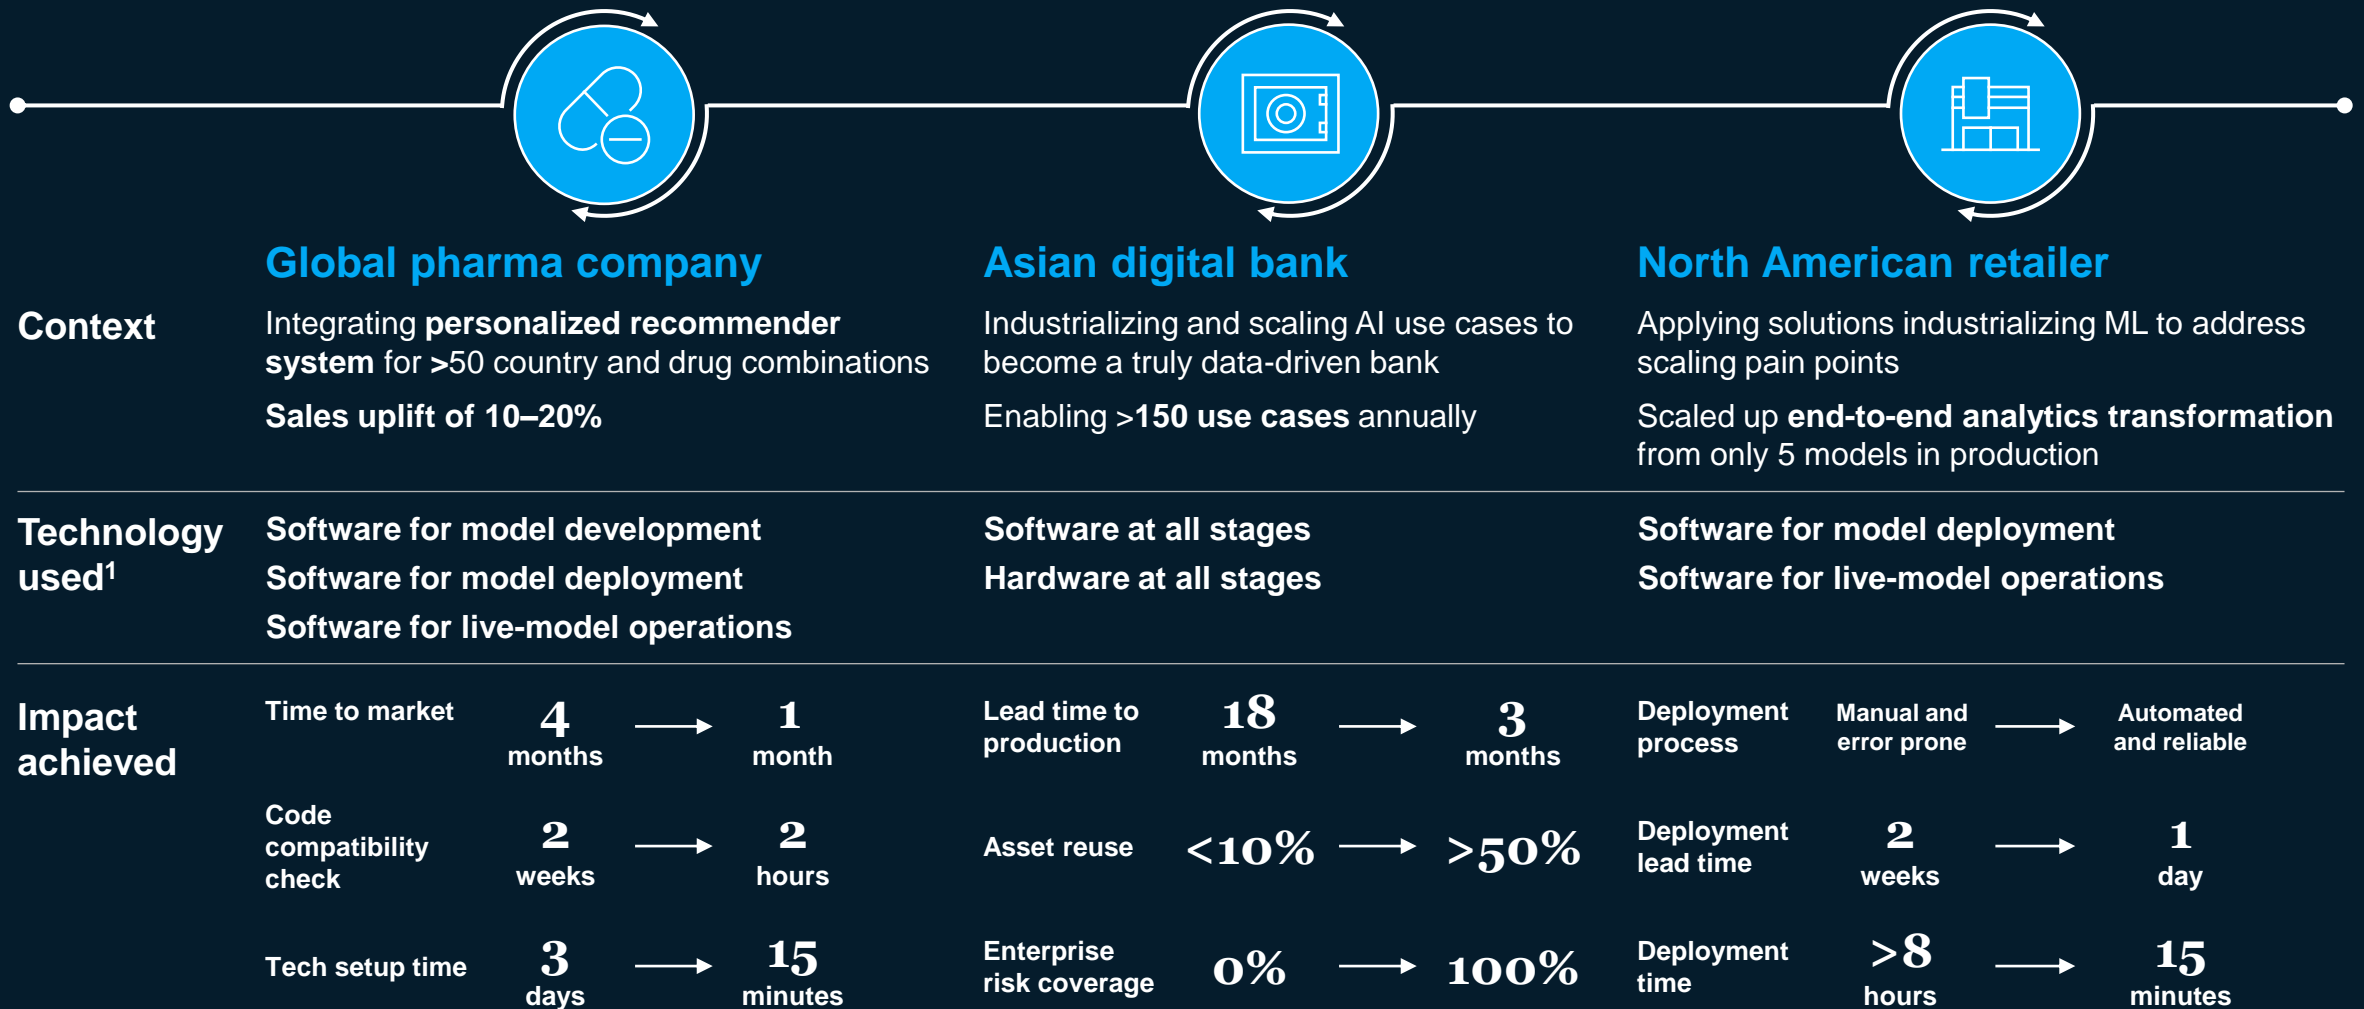 Global pharma company
Asian digital bank
North American retailer
Context
Integrating personalized recommender
system for >50 country and drug combinations
Sales uplift of 10–20%
Industrializing and scaling AI use cases to
become a truly data-driven bank
Enabling >150 use cases annually
Applying solutions industrializing ML to address
scaling pain points
Scaled up end-to-end analytics transformation
from only 5 models in production
Technology
used1
Software for model development
Software for model deployment
Software for live-model operations
Software at all stages
Hardware at all stages
Software for model deployment
Software for live-model operations
Impact
achieved
Time to market
4
months
1
month
Code
compatibility
check
2
weeks
2
hours
Tech setup time
3
days
15
minutes
Lead time to
production
18
months
3
months
Asset reuse
<10%
>50%
Enterprise
risk coverage
0%
100%
Deployment
process
Manual and
error prone
Automated
and reliable
Deployment
lead time
2
weeks
1
day
Deployment
time
>8
hours
15
minutes